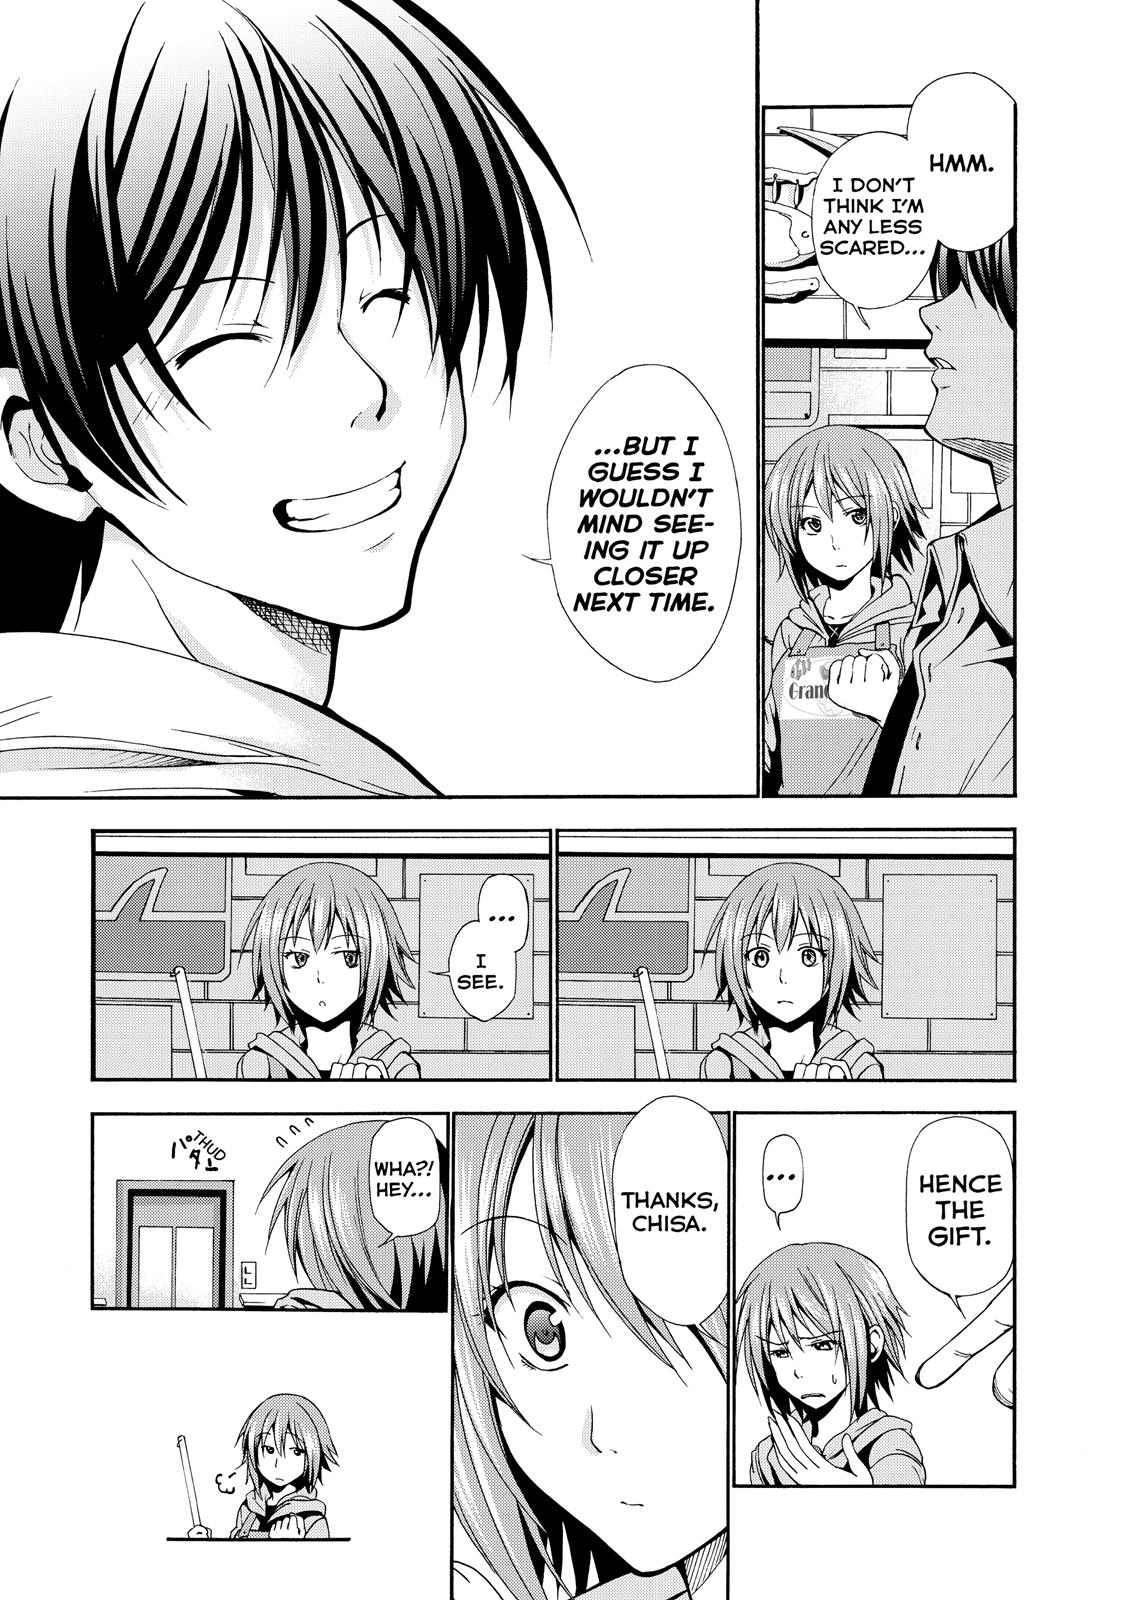 HMM.
I DON'T
THINK I'M
ANY LESS
SCARED...
Grand
...BUT I
GUESS I
WOULDN'T
MIND SEE-
ING IT UP
CLOSER
NEXT TIME.
...
I
SEE.
HENCE
THE
GIFT.
...
THANKS,
CHISA.
WHA?!
HEY...
THUD
パタン